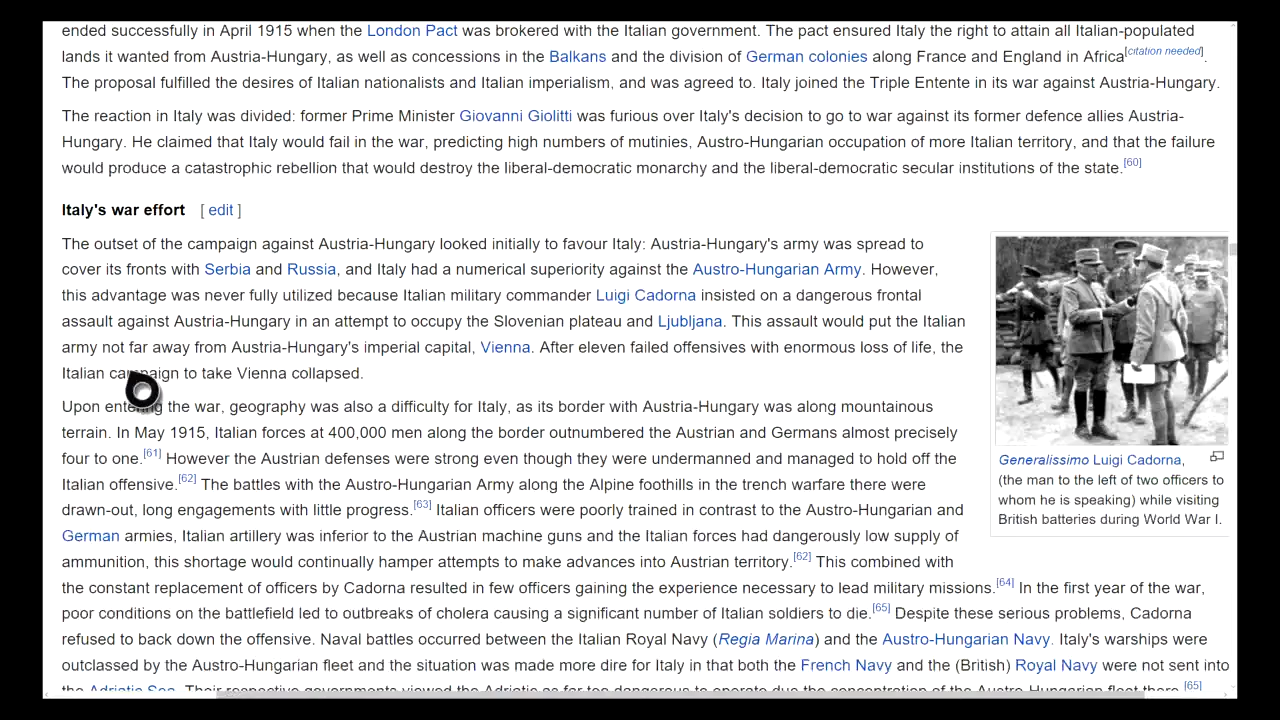 ended successfully in April 1915 when the London Pact was brokered with the Italian government. The pact ensured Italy the right to attain all Italian-populated
lands it wanted from Austria-Hungary, as well as concessions in the Balkans and the division of German colonies along France and England in Africa[citation needed].
The proposal fulfilled the desires of Italian nationalists and Italian imperialism, and was agreed to. Italy joined the Triple Entente in its war against Austria-Hungary.
The reaction in Italy was divided: former Prime Minister Giovanni Giolitti was furious over Italy's decision to go to war against its former defence allies Austria-
Hungary. He claimed that Italy would fail in the war, predicting high numbers of mutinies, Austro-Hungarian occupation of more Italian territory, and that the failure
would produce a catastrophic rebellion that would destroy the liberal-democratic monarchy and the liberal-democratic secular institutions of the state.[60]
Italy's war effort [ edit ]
The outset of the campaign against Austria-Hungary looked initially to favour Italy: Austria-Hungary's army was spread to
cover its fronts with Serbia and Russia, and Italy had a numerical superiority against the Austro-Hungarian Army. However,
this advantage was never fully utilized because Italian military commander Luigi Cadorna insisted on a dangerous frontal
assault against Austria-Hungary in an attempt to occupy the Slovenian plateau and Ljubljana. This assault would put the Italian
army not far away from Austria-Hungary's imperial capital, Vienna. After eleven failed offensives with enormous loss of life, the
Italian campaign to take Vienna collapsed.
Upon entering the war, geography was also a difficulty for Italy, as its border with Austria-Hungary was along mountainous
terrain. In May 1915, Italian forces at 400,000 men along the border outnumbered the Austrian and Germans almost precisely
four to one.[61] However the Austrian defenses were strong even though they were undermanned and managed to hold off the
Italian offensive.[62] The battles with the Austro-Hungarian Army along the Alpine foothills in the trench warfare there were
drawn-out, long engagements with little progress.[63] Italian officers were poorly trained in contrast to the Austro-Hungarian and
German armies, Italian artillery was inferior to the Austrian machine guns and the Italian forces had dangerously low supply of
ammunition, this shortage would continually hamper attempts to make advances into Austrian territory.[62] This combined with
the constant replacement of officers by Cadorna resulted in few officers gaining the experience necessary to lead military missions.[64] In the first year of the war,
poor conditions on the battlefield led to outbreaks of cholera causing a significant number of Italian soldiers to die.[65] Despite these serious problems, Cadorna
refused to back down the offensive. Naval battles occurred between the Italian Royal Navy (Regia Marina) and the Austro-Hungarian Navy. Italy's warships were
outclassed by the Austro-Hungarian fleet and the situation was made more dire for Italy in that both the French Navy and the (British) Royal Navy were not sent into
the Adriatic Sea. Their respective governments viewed the Adriatic as far too dangerous to operate due the concentration of the Austro-Hungarian fleet there.[65]
Generalissimo Luigi Cadorna,
(the man to the left of two officers to
whom he is speaking) while visiting
British batteries during World War I.